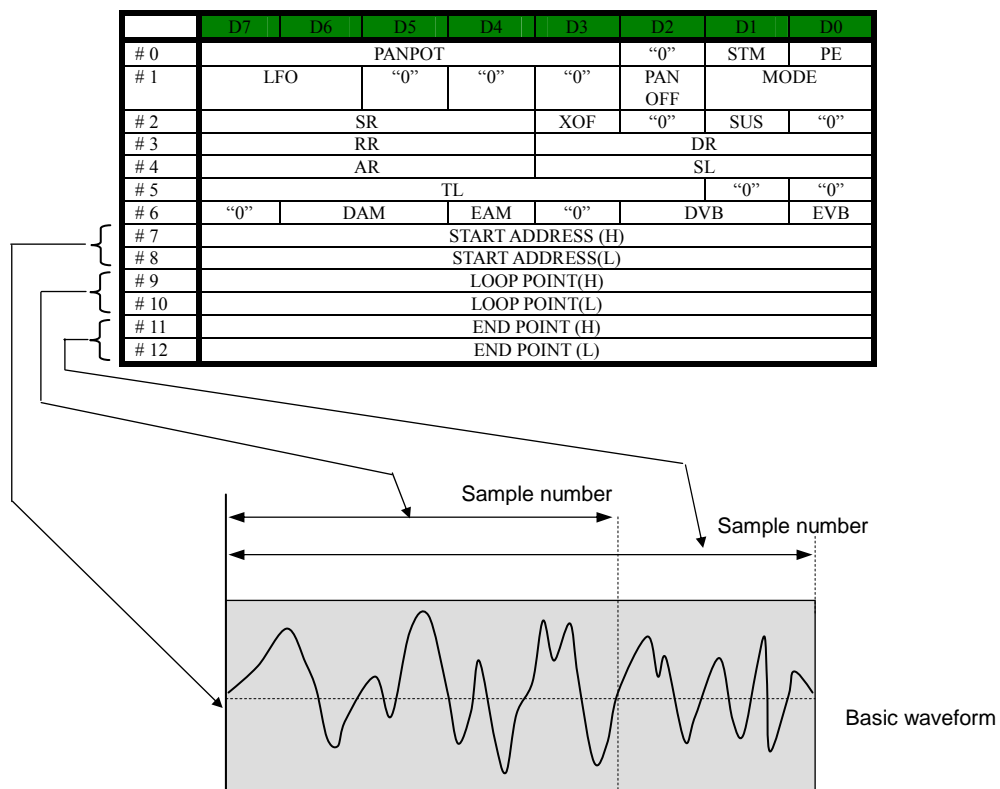 D7 D6 D5 D4 D3 D2 D1 D0
# 0 PANPOT “0” STM PE
# 1 LFO “0” “0” “0” PAN OFF MODE
# 2 SR XOF “0” SUS “0”
# 3 RR DR
# 4 AR SL
# 5 TL “0” “0”
# 6 “0” DAM EAM “0” DVB EVB
# 7 START ADDRESS (H)
# 8 START ADDRESS(L)
# 9 LOOP POINT(H)
# 10 LOOP POINT(L)
# 11 END POINT (H)
# 12 END POINT (L)
Sample number
Sample number
Basic waveform